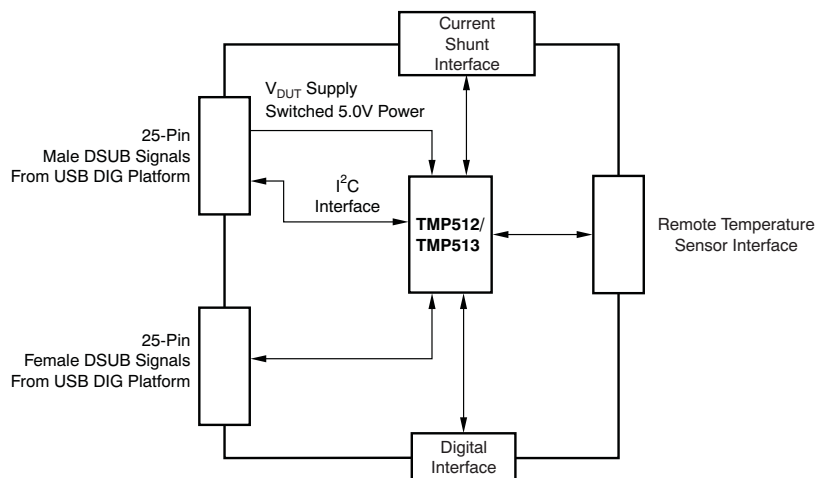 Current
Shunt
Interface
V_DUT Supply
Switched 5.0V Power
25-Pin
Male DSUB Signals
From USB DIG Platform
I²C
Interface
TMP512/
TMP513
Remote Temperature
Sensor Interface
25-Pin
Female DSUB Signals
From USB DIG Platform
Digital
Interface